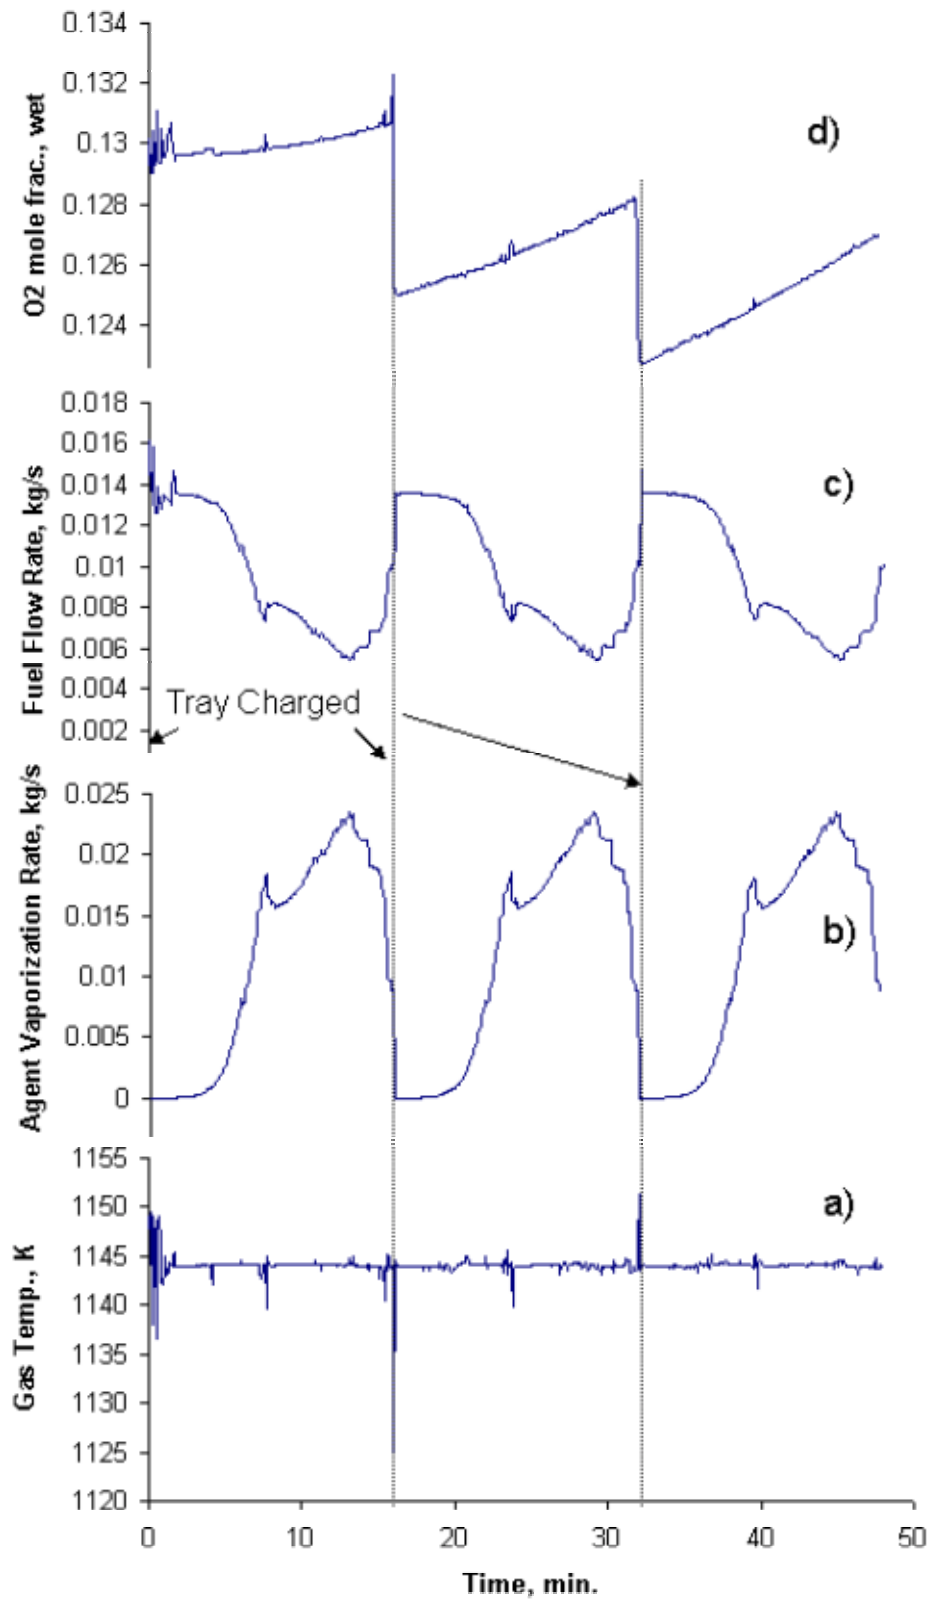 0.134
0.132
0.13
0.128
0.126
0.124
O2 mole frac., wet
d)
0.018
0.016
0.014
0.012
0.01
0.008
0.006
0.004
0.002
Fuel Flow Rate, kg/s
c)
Tray Charged
0.025
0.02
0.015
0.01
0.005
0
Agent Vaporization Rate, kg/s
b)
1155
1150
1145
1140
1135
1130
1125
1120
Gas Temp., K
a)
0 10 20 30 40 50
Time, min.